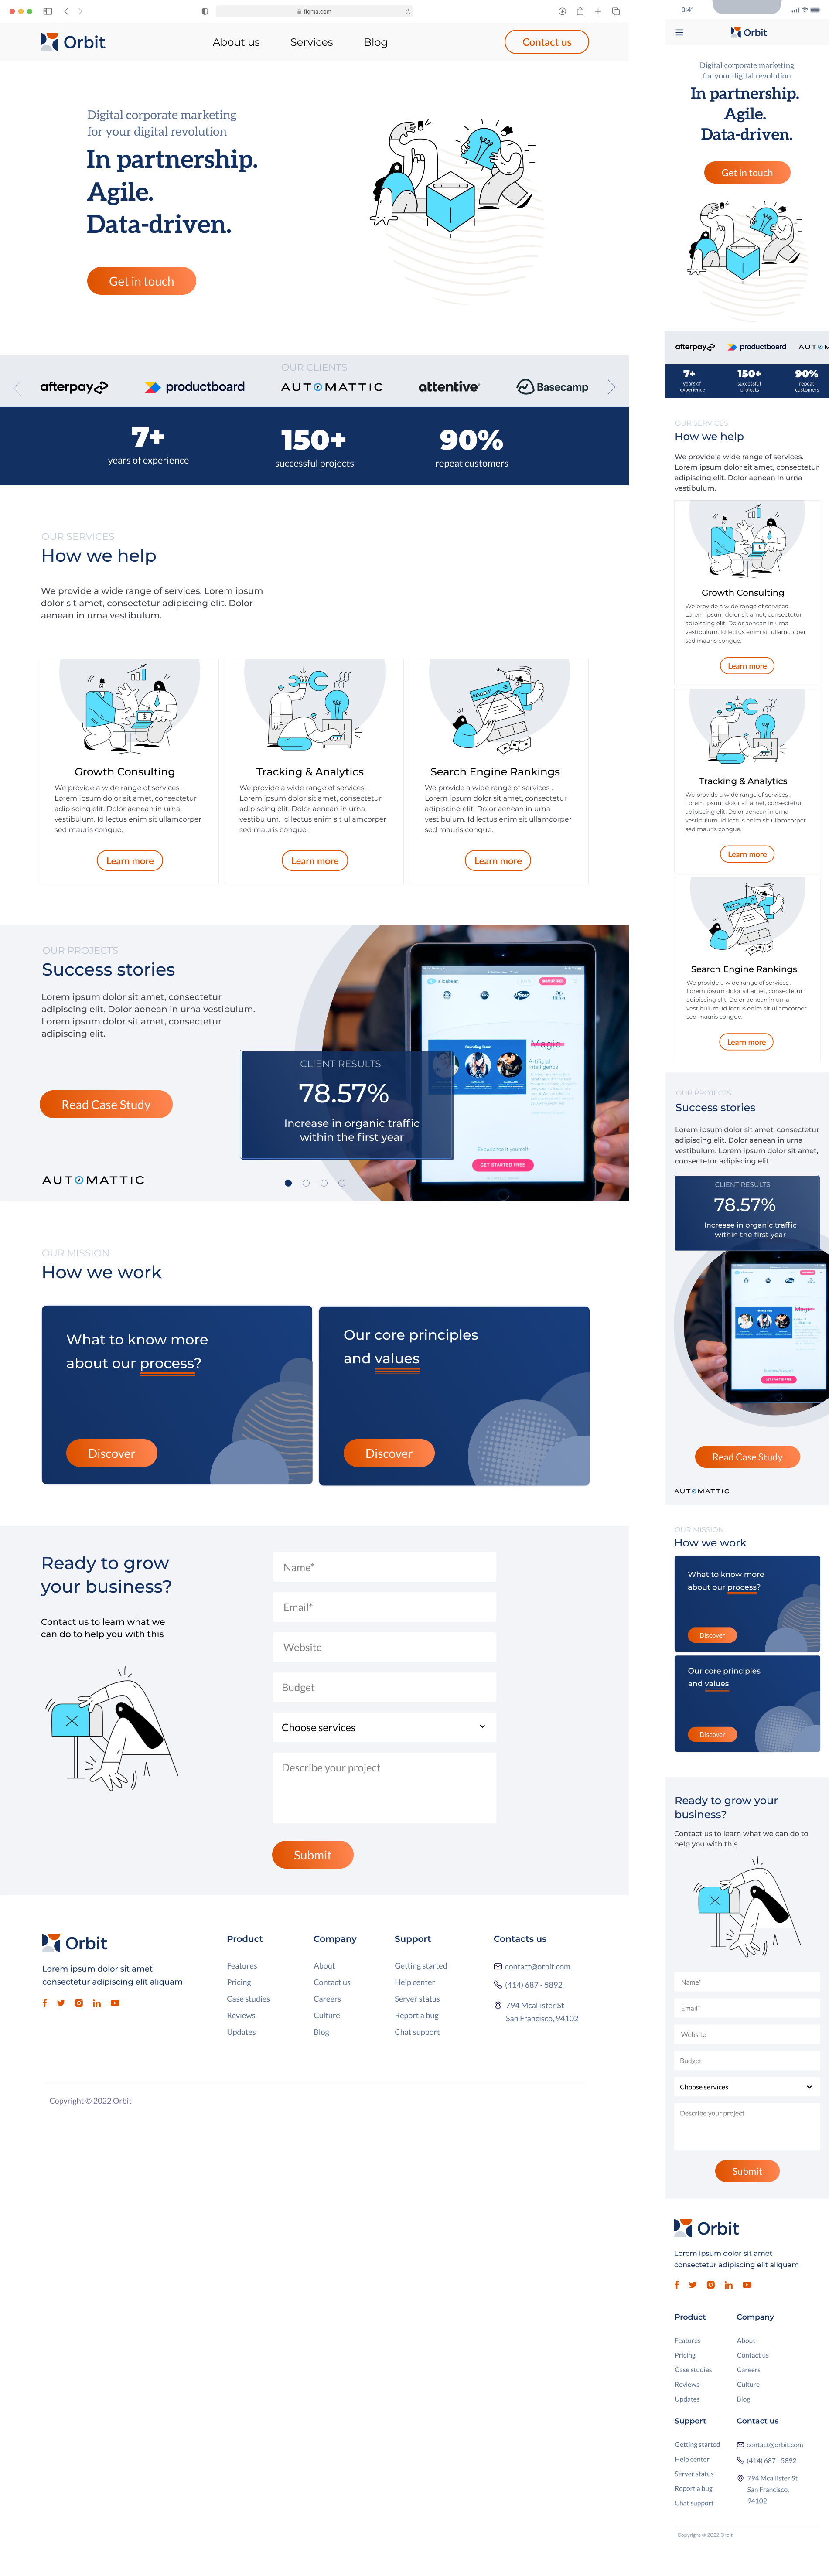 figma.com
Orbit
About us
Services
Blog
Contact us
Digital corporate marketing
for your digital revolution
In partnership.
Agile.
Data-driven.
Get in touch
OUR CLIENTS
afterpay
productboard
AUTOMATTIC
attentive
Basecamp
7+
years of experience
150+
successful projects
90%
repeat customers
OUR SERVICES
How we help
We provide a wide range of services. Lorem ipsum
dolor sit amet, consectetur adipiscing elit. Dolor
aenean in urna vestibulum.
$
Growth Consulting
We provide a wide range of services .
Lorem ipsum dolor sit amet, consectetur
adipiscing elit. Dolor aenean in urna
vestibulum. Id lectus enim sit ullamcorper
sed mauris congue.
Learn more
Tracking & Analytics
We provide a wide range of services .
Lorem ipsum dolor sit amet, consectetur
adipiscing elit. Dolor aenean in urna
vestibulum. Id lectus enim sit ullamcorper
sed mauris congue.
Learn more
Search Engine Rankings
We provide a wide range of services .
Lorem ipsum dolor sit amet, consectetur
adipiscing elit. Dolor aenean in urna
vestibulum. Id lectus enim sit ullamcorper
sed mauris congue.
Learn more
OUR PROJECTS
Success stories
Lorem ipsum dolor sit amet, consectetur
adipiscing elit. Dolor aenean in urna vestibulum.
Lorem ipsum dolor sit amet, consectetur
adipiscing elit.
Read Case Study
AUTOMATTIC
CLIENT RESULTS
78.57%
Increase in organic traffic
within the first year
Founding Team
Magic
Artificial
Intelligence
Experience it yourself
GET STARTED FREE
OUR MISSION
How we work
What to know more
about our process?
Discover
Our core principles
and values
Discover
Ready to grow
your business?
Contact us to learn what we
can do to help you with this
Name*
Email*
Website
Budget
Choose services
Describe your project
Submit
Orbit
Lorem ipsum dolor sit amet
consectetur adipiscing elit aliquam
Product
Features
Pricing
Case studies
Reviews
Updates
Company
About
Contact us
Careers
Culture
Blog
Support
Getting started
Help center
Server status
Report a bug
Chat support
Contacts us
contact@orbit.com
(414) 687 - 5892
794 Mcallister St
San Francisco, 94102
Copyright © 2022 Orbit
9:41
Orbit
Digital corporate marketing
for your digital revolution
In partnership.
Agile.
Data-driven.
Get in touch
afterpay
productboard
AUTOM
7+
years of
experience
150+
successful
projects
90%
repeat
customers
OUR SERVICES
How we help
We provide a wide range of services.
Lorem ipsum dolor sit amet, consectetur
adipiscing elit. Dolor aenean in urna
vestibulum.
$
Growth Consulting
We provide a wide range of services .
Lorem ipsum dolor sit amet, consectetur
adipiscing elit. Dolor aenean in urna
vestibulum. Id lectus enim sit ullamcorper
sed mauris congue.
Learn more
Tracking & Analytics
We provide a wide range of services .
Lorem ipsum dolor sit amet, consectetur
adipiscing elit. Dolor aenean in urna
vestibulum. Id lectus enim sit ullamcorper
sed mauris congue.
Learn more
Search Engine Rankings
We provide a wide range of services .
Lorem ipsum dolor sit amet, consectetur
adipiscing elit. Dolor aenean in urna
vestibulum. Id lectus enim sit ullamcorper
sed mauris congue.
Learn more
OUR PROJECTS
Success stories
Lorem ipsum dolor sit amet, consectetur
adipiscing elit. Dolor aenean in urna
vestibulum. Lorem ipsum dolor sit amet,
consectetur adipiscing elit.
CLIENT RESULTS
78.57%
Increase in organic traffic
within the first year
Read Case Study
AUTOMATTIC
OUR MISSION
How we work
What to know more
about our process?
Discover
Our core principles
and values
Discover
Ready to grow your
business?
Contact us to learn what we can do to
help you with this
Name*
Email*
Website
Budget
Choose services
Describe your project
Submit
Orbit
Lorem ipsum dolor sit amet
consectetur adipiscing elit aliquam
Product
Features
Pricing
Case studies
Reviews
Updates
Company
About
Contact us
Careers
Culture
Blog
Support
Getting started
Help center
Server status
Report a bug
Chat support
Contact us
contact@orbit.com
(414) 687 - 5892
794 Mcallister St
San Francisco,
94102
Copyright © 2022 Orbit